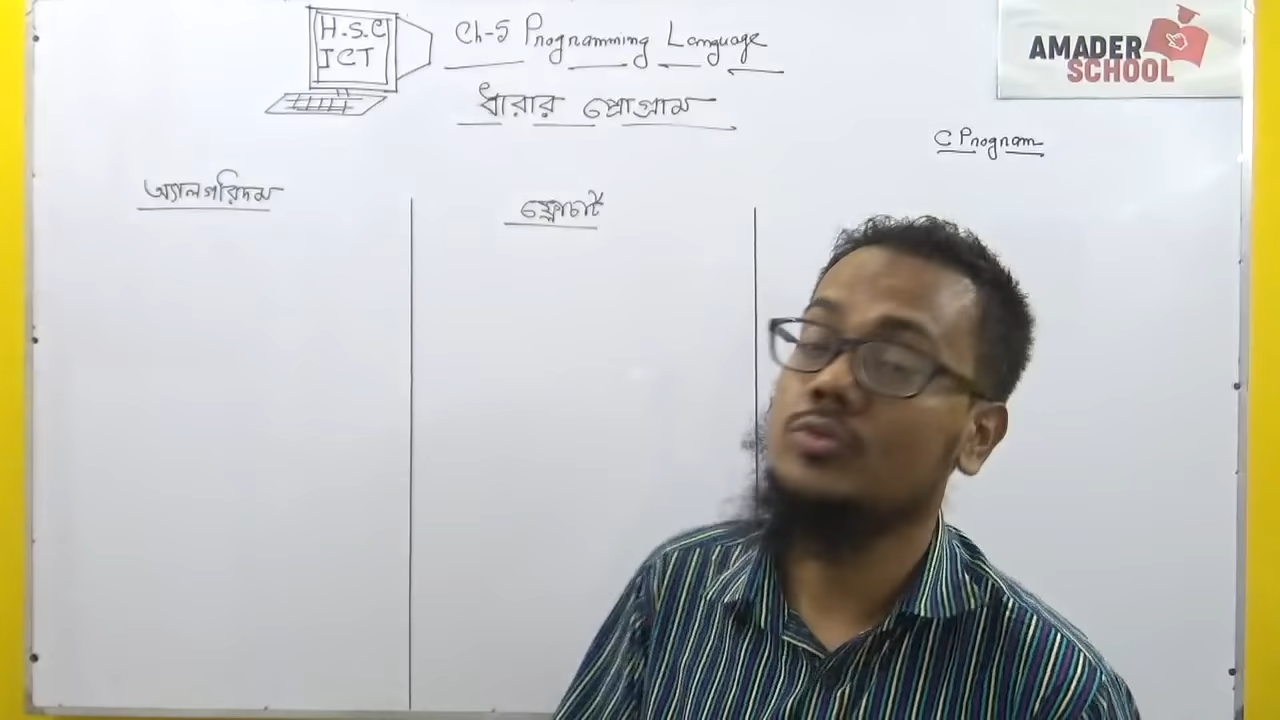 H.S.C
ICT
Ch-5 Programming Language
ধারার প্রোগ্রাম
AMADER
SCHOOL
C Program
অ্যালগরিদম
ফ্লোচার্ট